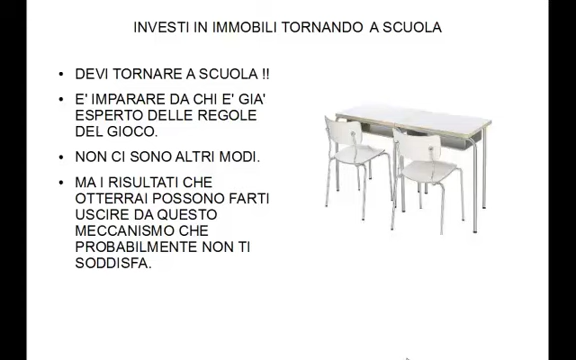 INVESTI IN IMMOBILI TORNANDO A SCUOLA
DEVI TORNARE A SCUOLA !!
E' IMPARARE DA CHI E' GIA'
ESPERTO DELLE REGOLE
DEL GIOCO.
NON CI SONO ALTRI MODI.
MA I RISULTATI CHE
OTTERRAI POSSONO FARTI
USCIRE DA QUESTO
MECCANISMO CHE
PROBABILMENTE NON TI
SODDISFA.